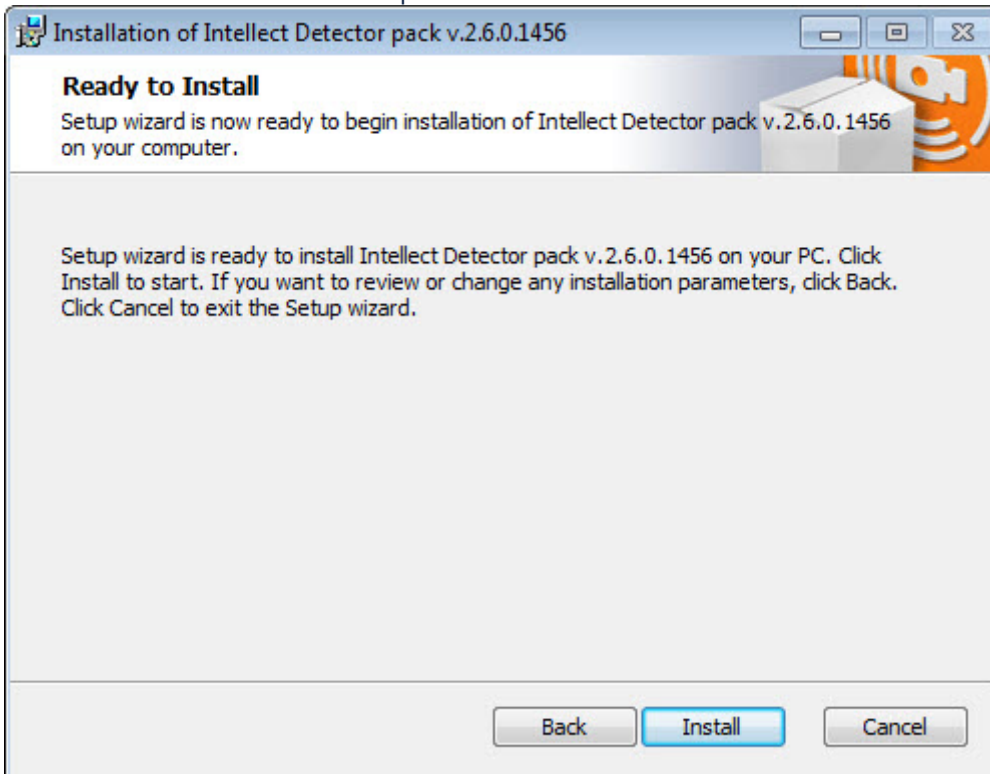 Installation of Intellect Detector pack v.2.6.0.1456
Ready to Install
Setup wizard is now ready to begin installation of Intellect Detector pack v.2.6.0.1456
on your computer.
Setup wizard is ready to install Intellect Detector pack v.2.6.0.1456 on your PC. Click
Install to start. If you want to review or change any installation parameters, click Back.
Click Cancel to exit the Setup wizard.
Back Install Cancel